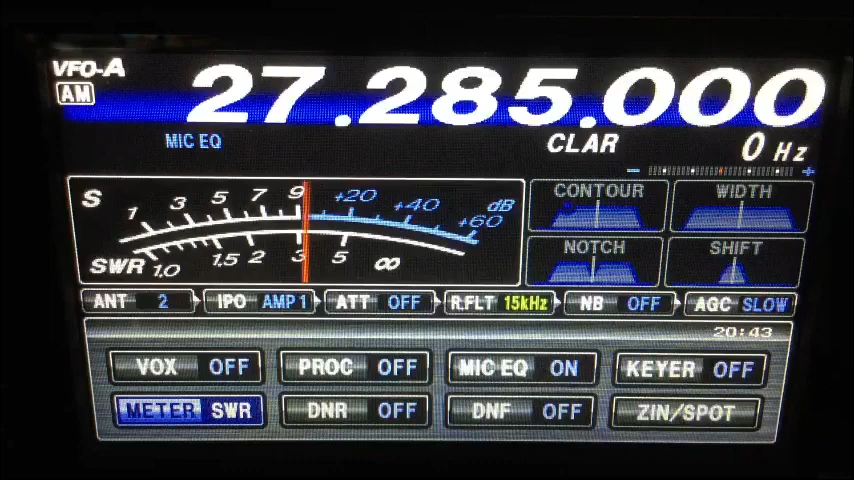 VFO-A
AM
27.285.000
MIC EQ
CLAR 0 Hz
- +
S 1 3 5 7 9 +20 +40 +60 dB
SWR 1,0 1,5 2 3 5 ∞
CONTOUR WIDTH
NOTCH SHIFT
ANT 2 IPO AMP 1 ATT OFF R.FLT 15kHz NB OFF AGC SLOW
20:43
VOX OFF PROC OFF MIC EQ ON KEYER OFF
METER SWR DNR OFF DNF OFF ZIN/SPOT